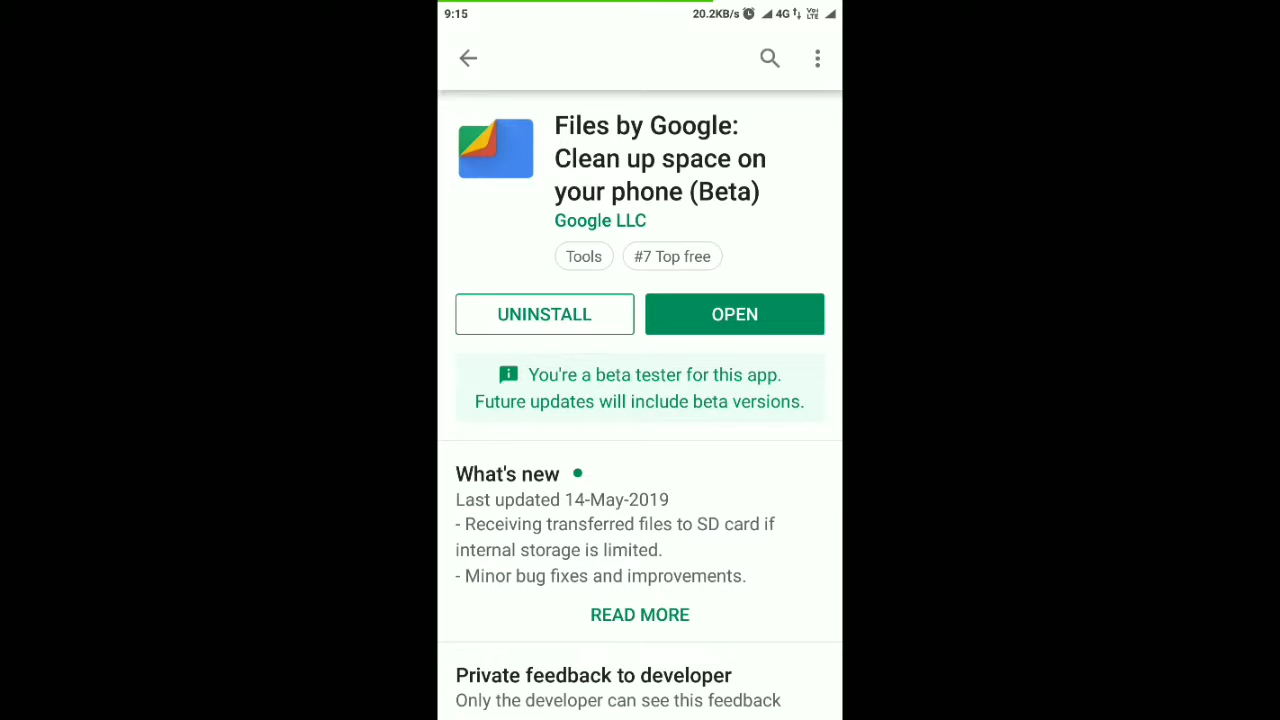 9:15 20.2KB/s 4G Vo) LTE
Files by Google:
Clean up space on
your phone (Beta)
Google LLC
Tools #7 Top free
UNINSTALL OPEN
You're a beta tester for this app.
Future updates will include beta versions.
What's new
Last updated 14-May-2019
- Receiving transferred files to SD card if
internal storage is limited.
- Minor bug fixes and improvements.
READ MORE
Private feedback to developer
Only the developer can see this feedback